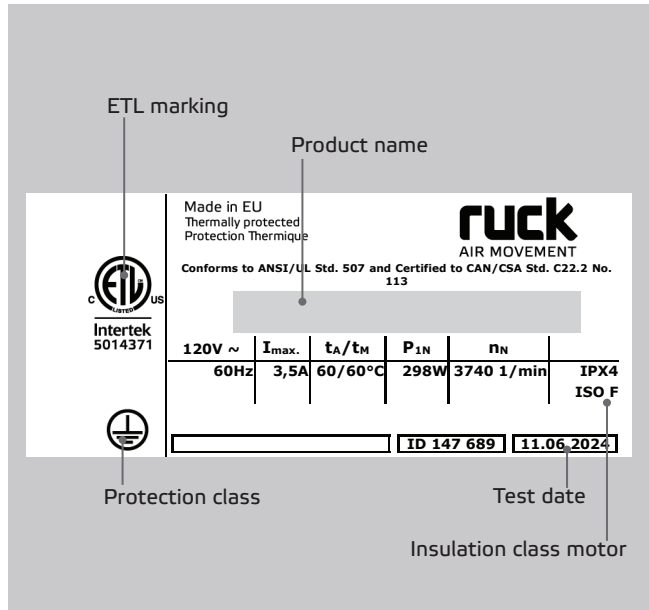 ETL marking
Product name
Made in EU
Thermally protected
Protection Thermique
ruck
AIR MOVEMENT
Conforms to ANSI/UL Std. 507 and Certified to CAN/CSA Std. C22.2 No.
113
ETL
CM
C US
LISTED
Intertek
5014371
120V ~ Imax. tA/tM P1N nN
60Hz 3,5A 60/60°C 298W 3740 1/min IPX4
ISO F
ID 147 689 11.06.2024
Protection class
Test date
Insulation class motor